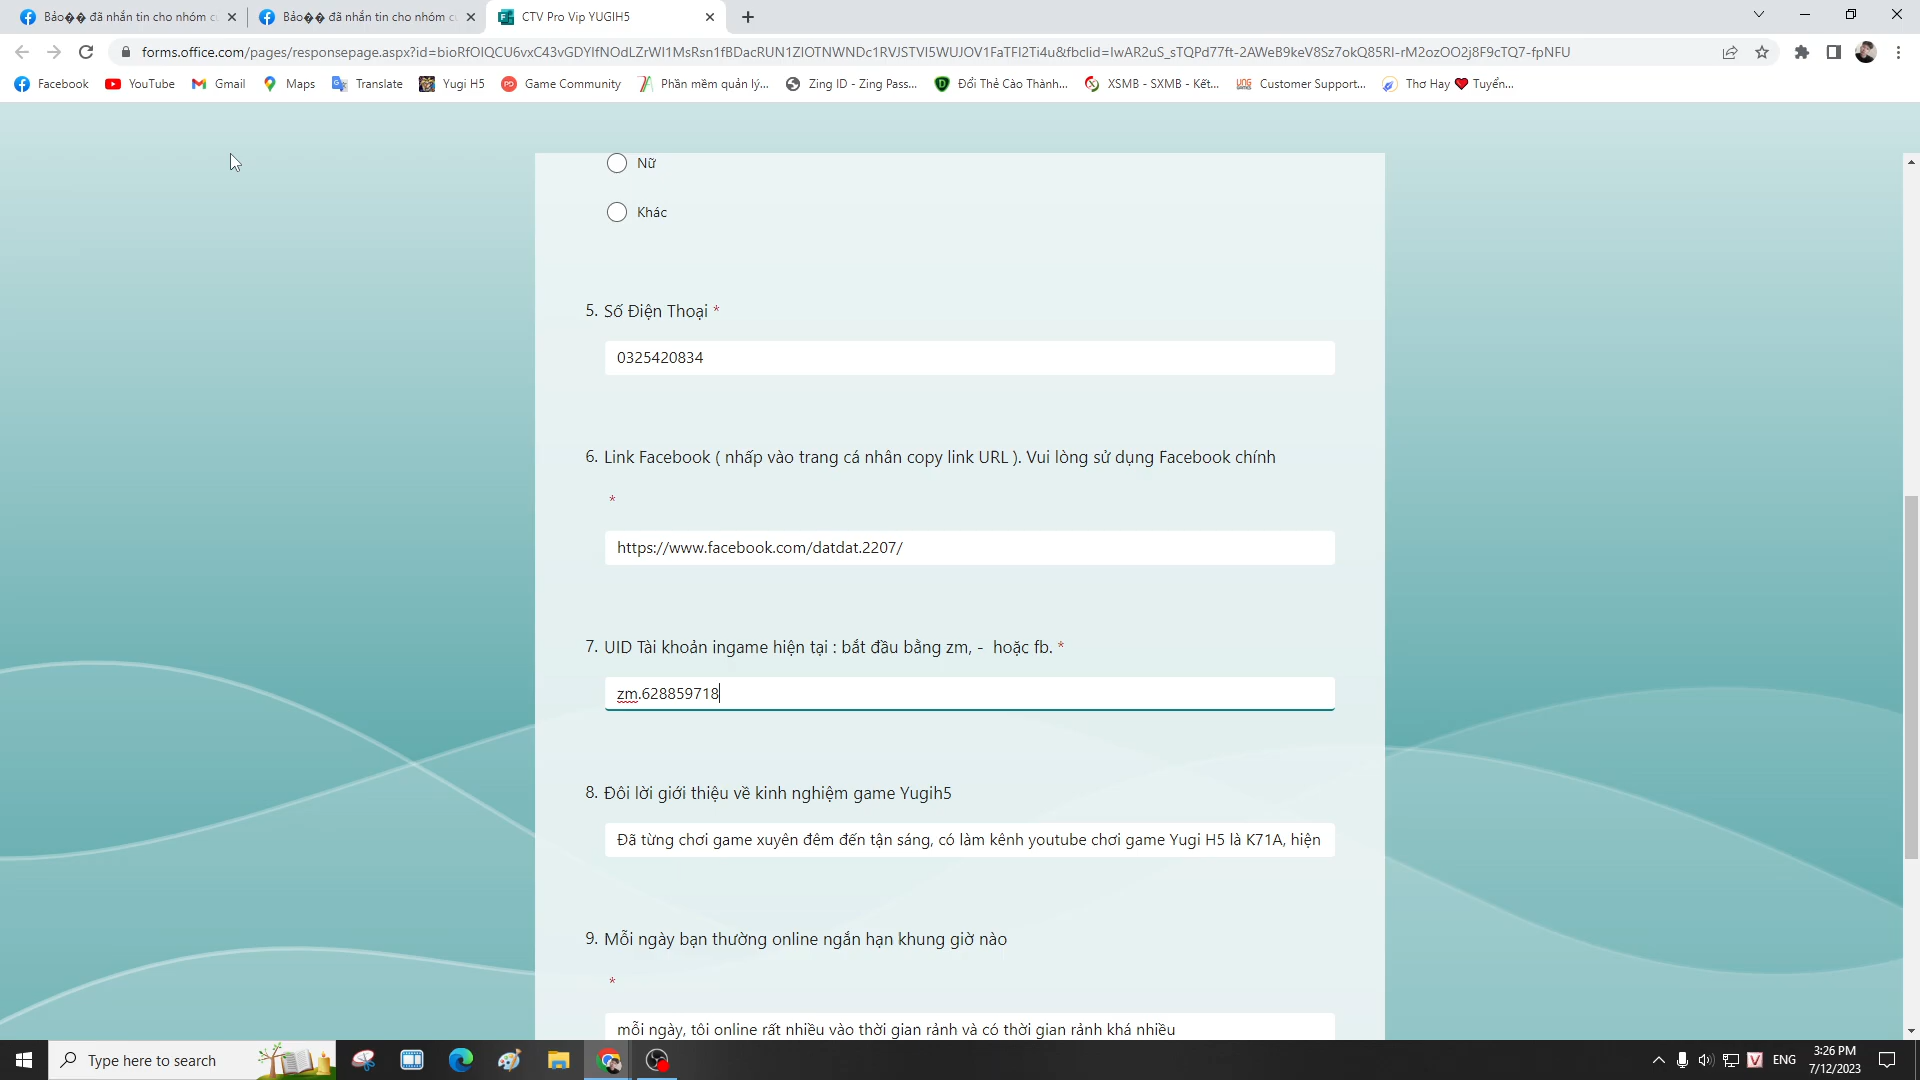 Bảo�� đã nhắn tin cho nhóm c
Bảo�� đã nhắn tin cho nhóm c
CTV Pro Vip YUGIH5
forms.office.com/pages/responsepage.aspx?id=bioRfOIQCU6vxC43vGDYIfNOdLZrWI1MsRsn1fBDacRUN1ZIOTNWNDc1RVJSTVI5WUJOV1FaTFI2Ti4u&fbclid=IwAR2uS_sTQPd77ft-2AWeB9keV8Sz7okQ85RI-rM2ozOO2j8F9cTQ7-fpNFU
Facebook YouTube Gmail Maps Translate Yugi H5 Game Community Phần mềm quản lý... Zing ID - Zing Pass... Đổi Thẻ Cào Thành... XSMB - SXMB - Kết... Customer Support... Thơ Hay ❤ Tuyển...
Nữ
Khác
5. Số Điện Thoại *
0325420834
6. Link Facebook ( nhấp vào trang cá nhân copy link URL ). Vui lòng sử dụng Facebook chính
*
https://www.facebook.com/datdat.2207/
7. UID Tài khoản ingame hiện tại : bắt đầu bằng zm, - hoặc fb. *
zm.628859718
8. Đôi lời giới thiệu về kinh nghiệm game Yugih5
Đã từng chơi game xuyên đêm đến tận sáng, có làm kênh youtube chơi game Yugi H5 là K71A, hiện
9. Mỗi ngày bạn thường online ngắn hạn khung giờ nào
*
mỗi ngày, tôi online rất nhiều vào thời gian rảnh và có thời gian rảnh khá nhiều
Type here to search
ENG
3:26 PM
7/12/2023